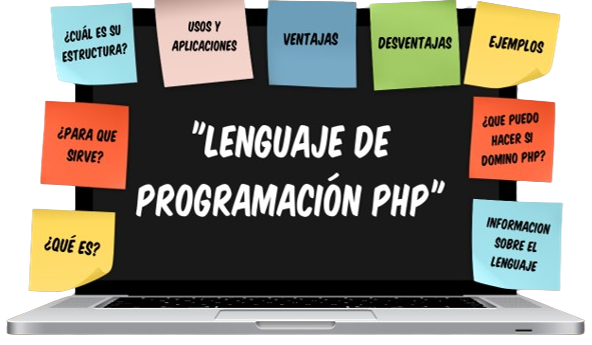 ¿CUÁL ES SU
ESTRUCTURA?
USOS Y
APLICACIONES
VENTAJAS
DESVENTAJAS
EJEMPLOS
¿PARA QUE
SIRVE?
"LENGUAJE DE
PROGRAMACIÓN PHP"
¿QUE PUEDO
HACER SI
DOMINO PHP?
¿QUÉ ES?
INFORMACION
SOBRE EL
LENGUAJE